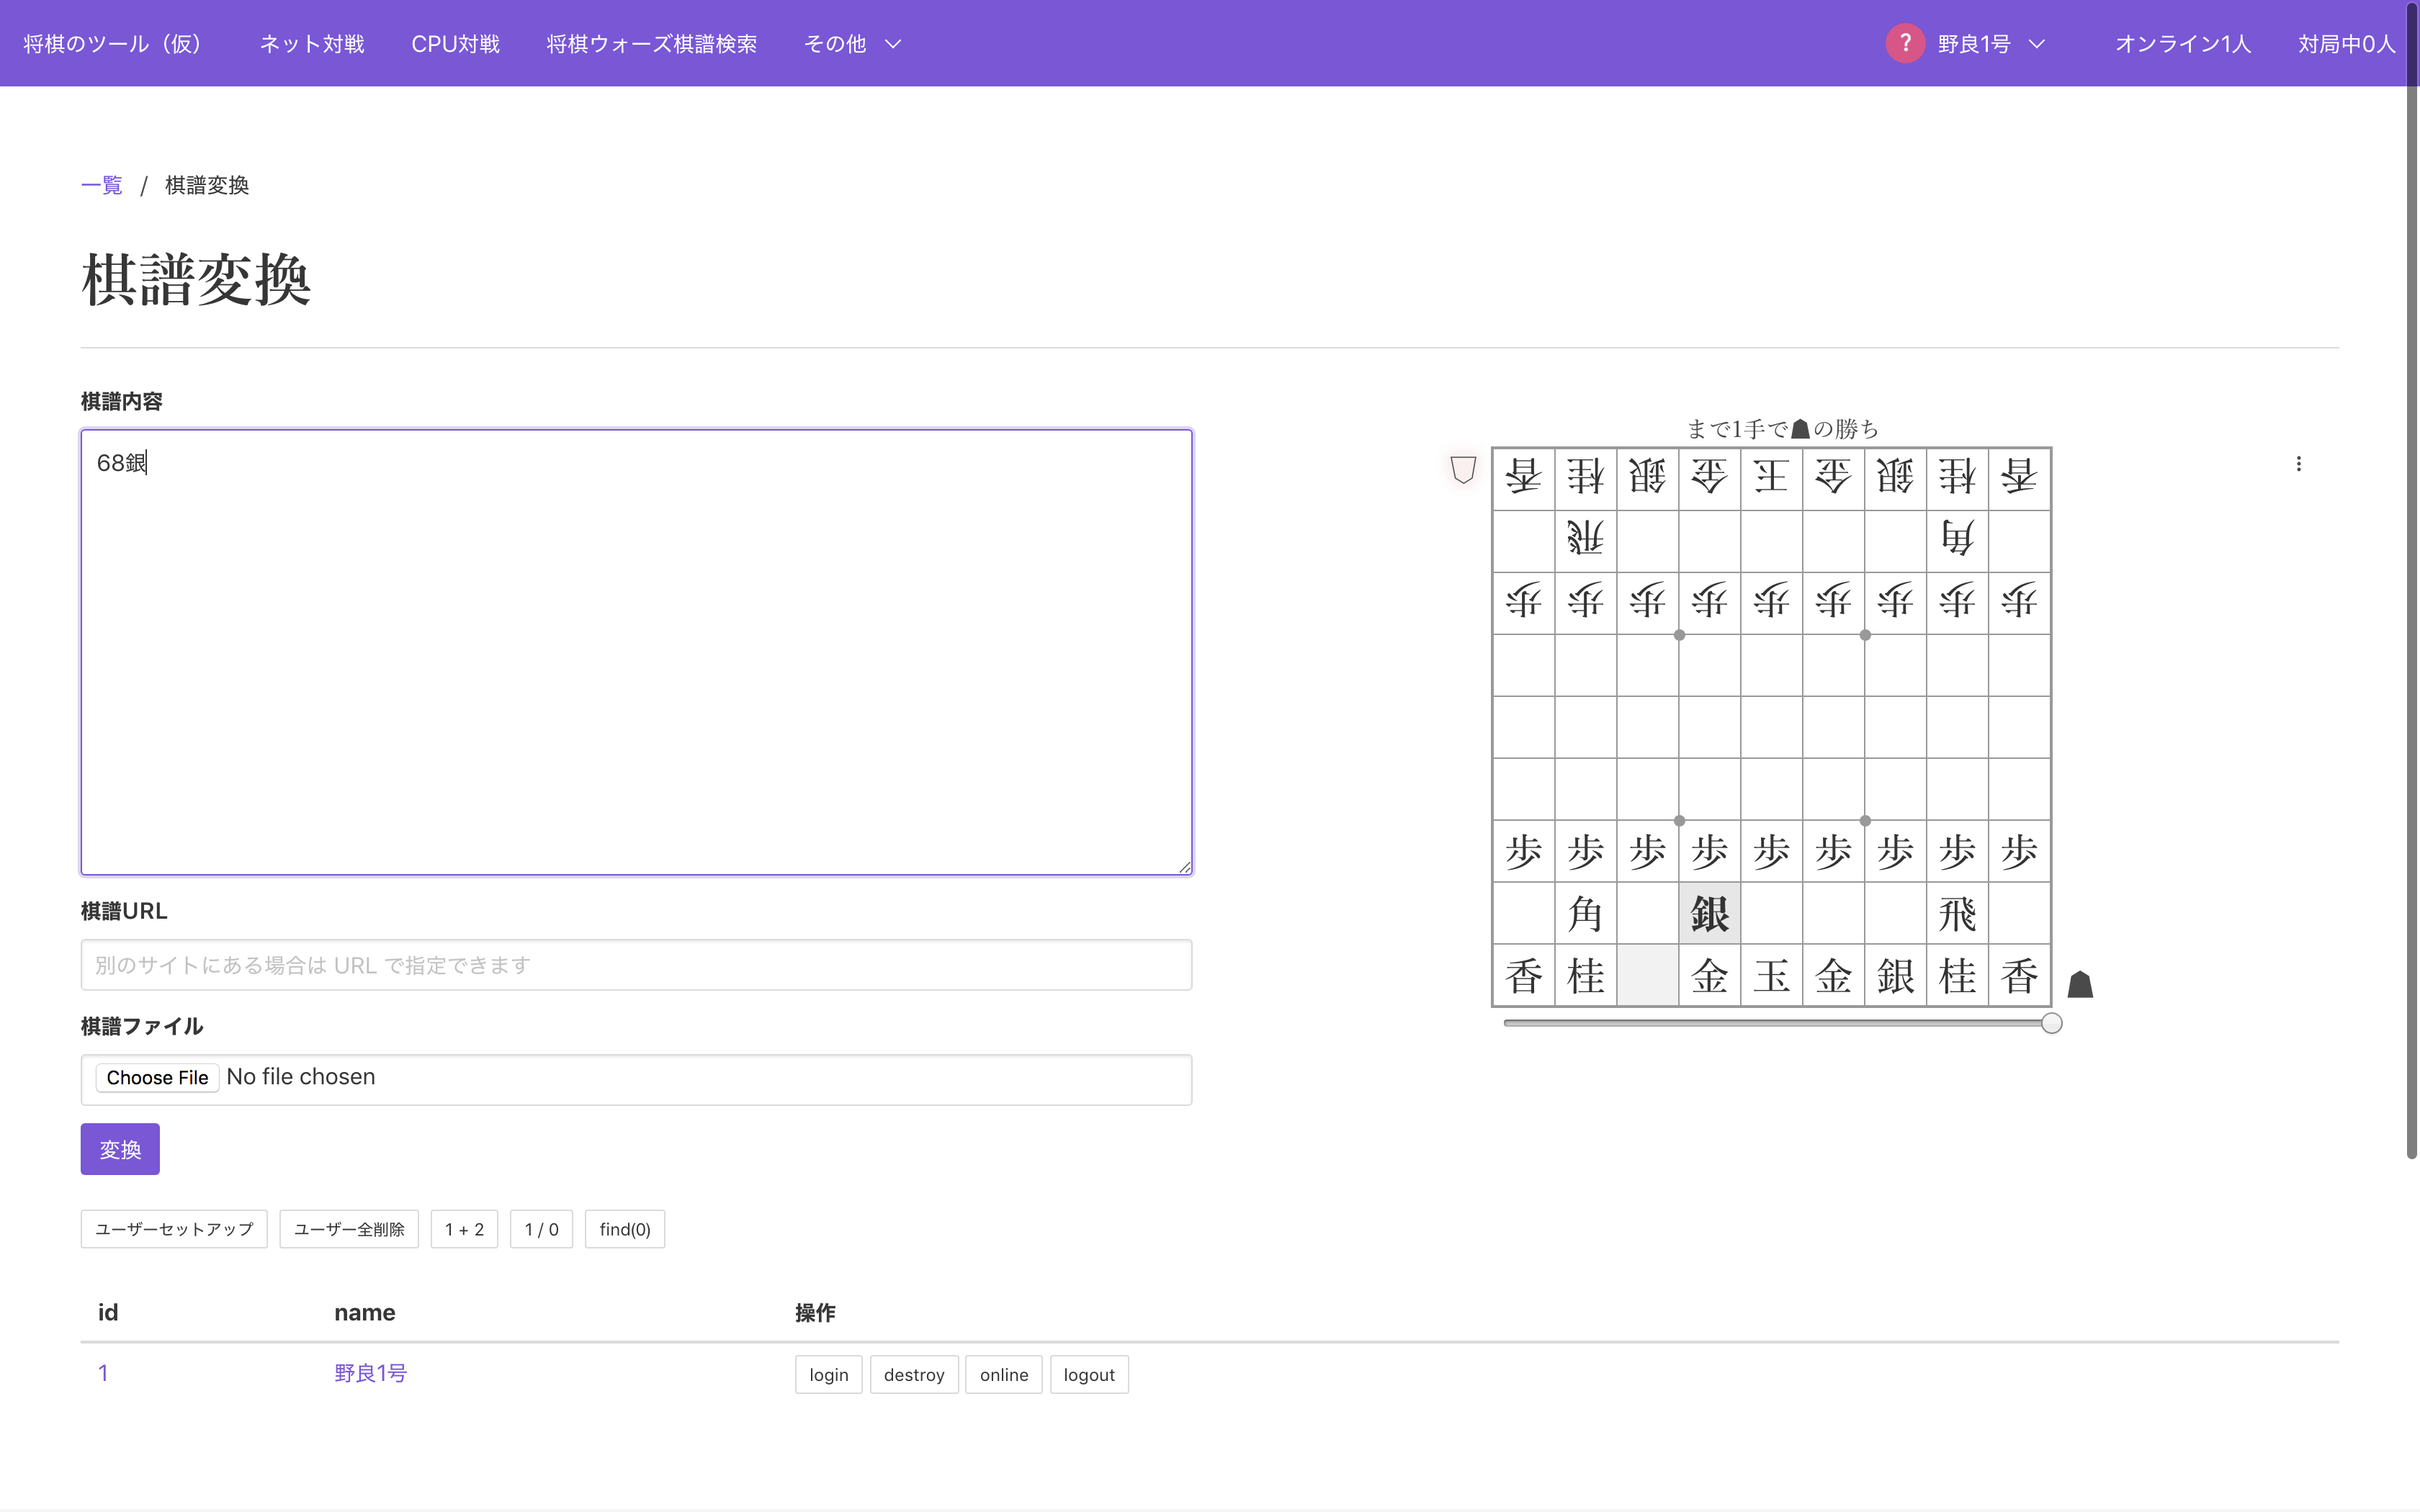 将棋のツール（仮） ネット対戦 CPU対戦 将棋ウォーズ棋譜検索 その他 ? 野良1号 オンライン1人 対局中0人
一覧 / 棋譜変換
棋譜変換
棋譜内容
68銀
棋譜URL
別のサイトにある場合は URL で指定できます
棋譜ファイル
Choose File No file chosen
変換
まで1手で☗の勝ち
香桂銀金王金銀桂香
飛角
歩歩歩歩歩歩歩歩歩
歩歩歩歩歩歩歩歩歩
角銀飛
香桂金玉金銀桂香
ユーザーセットアップ ユーザー全削除 1 + 2 1 / 0 find(0)
id name 操作
1 野良1号 login destroy online logout